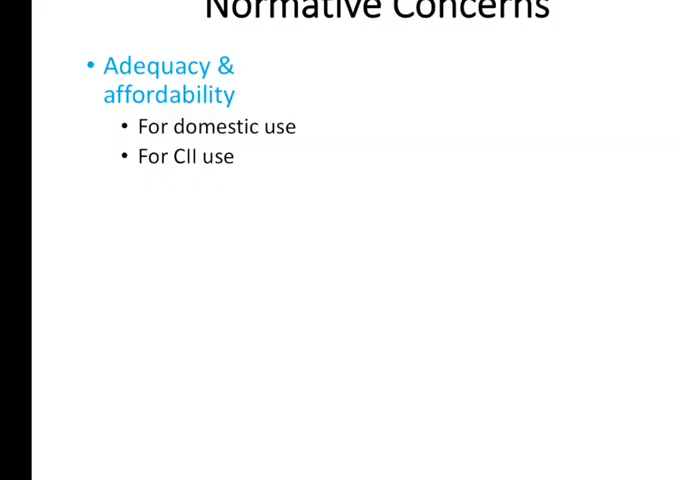 Normative Concerns
• Adequacy &
affordability
• For domestic use
• For CII use